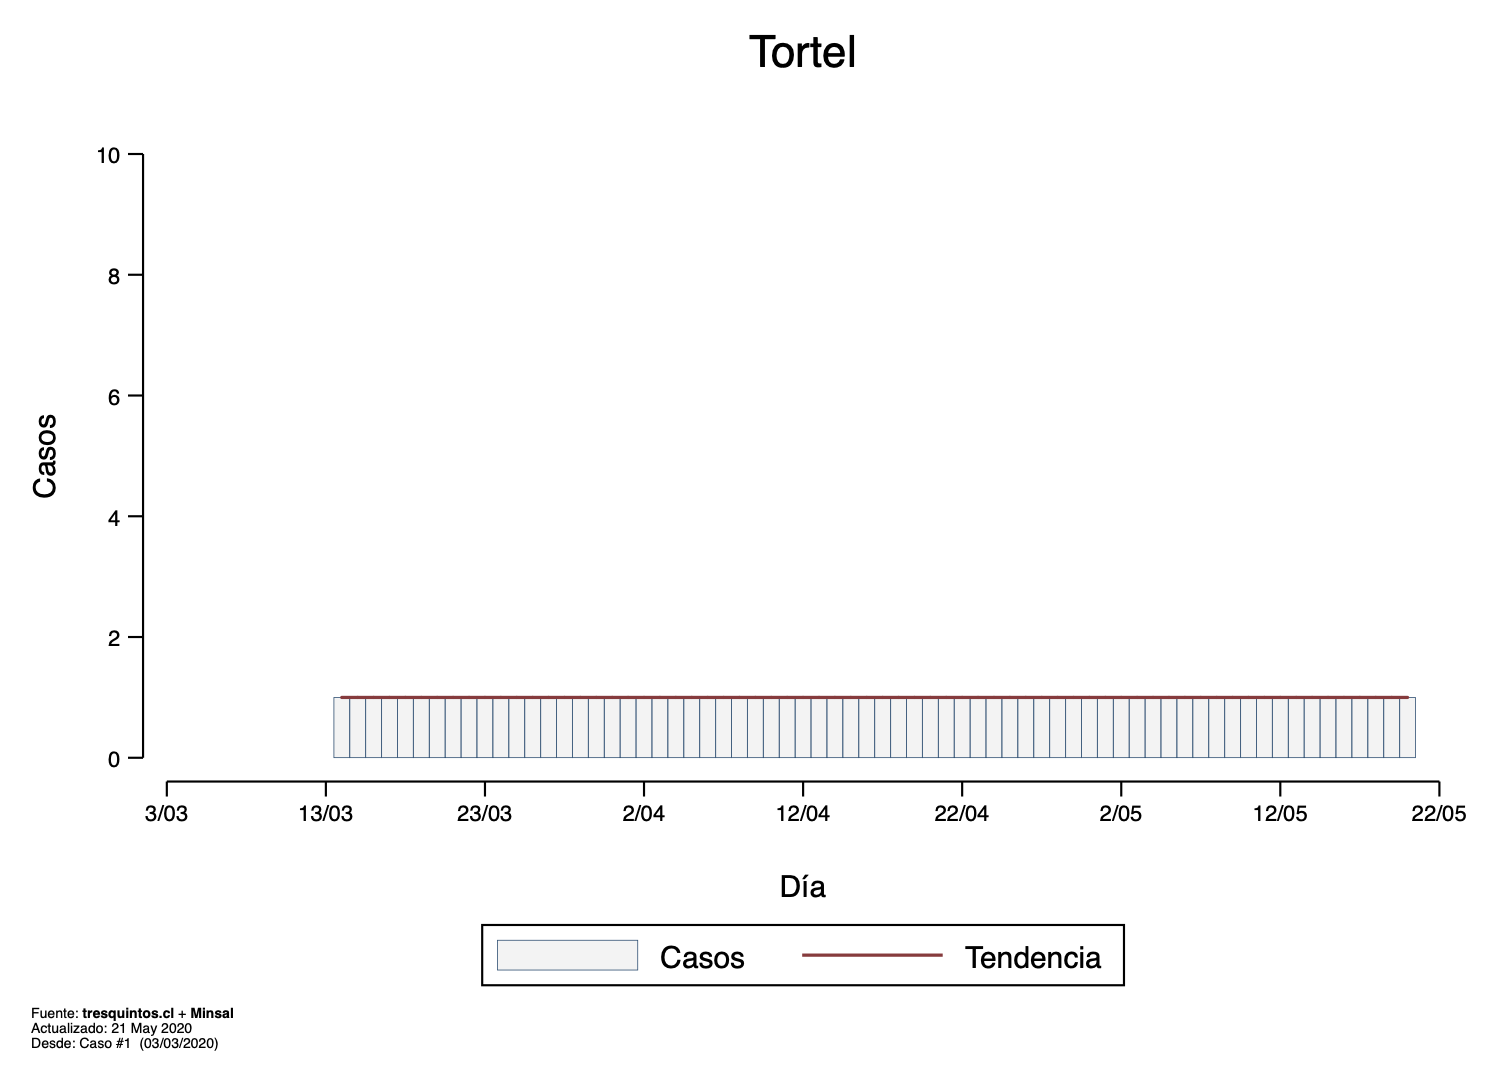 Tortel
10
8
6
4
2
0
Casos
3/03 13/03 23/03 2/04 12/04 22/04 2/05 12/05 22/05
Día
Casos Tendencia
Fuente: tresquintos.cl + Minsal
Actualizado: 21 May 2020
Desde: Caso #1 (03/03/2020)